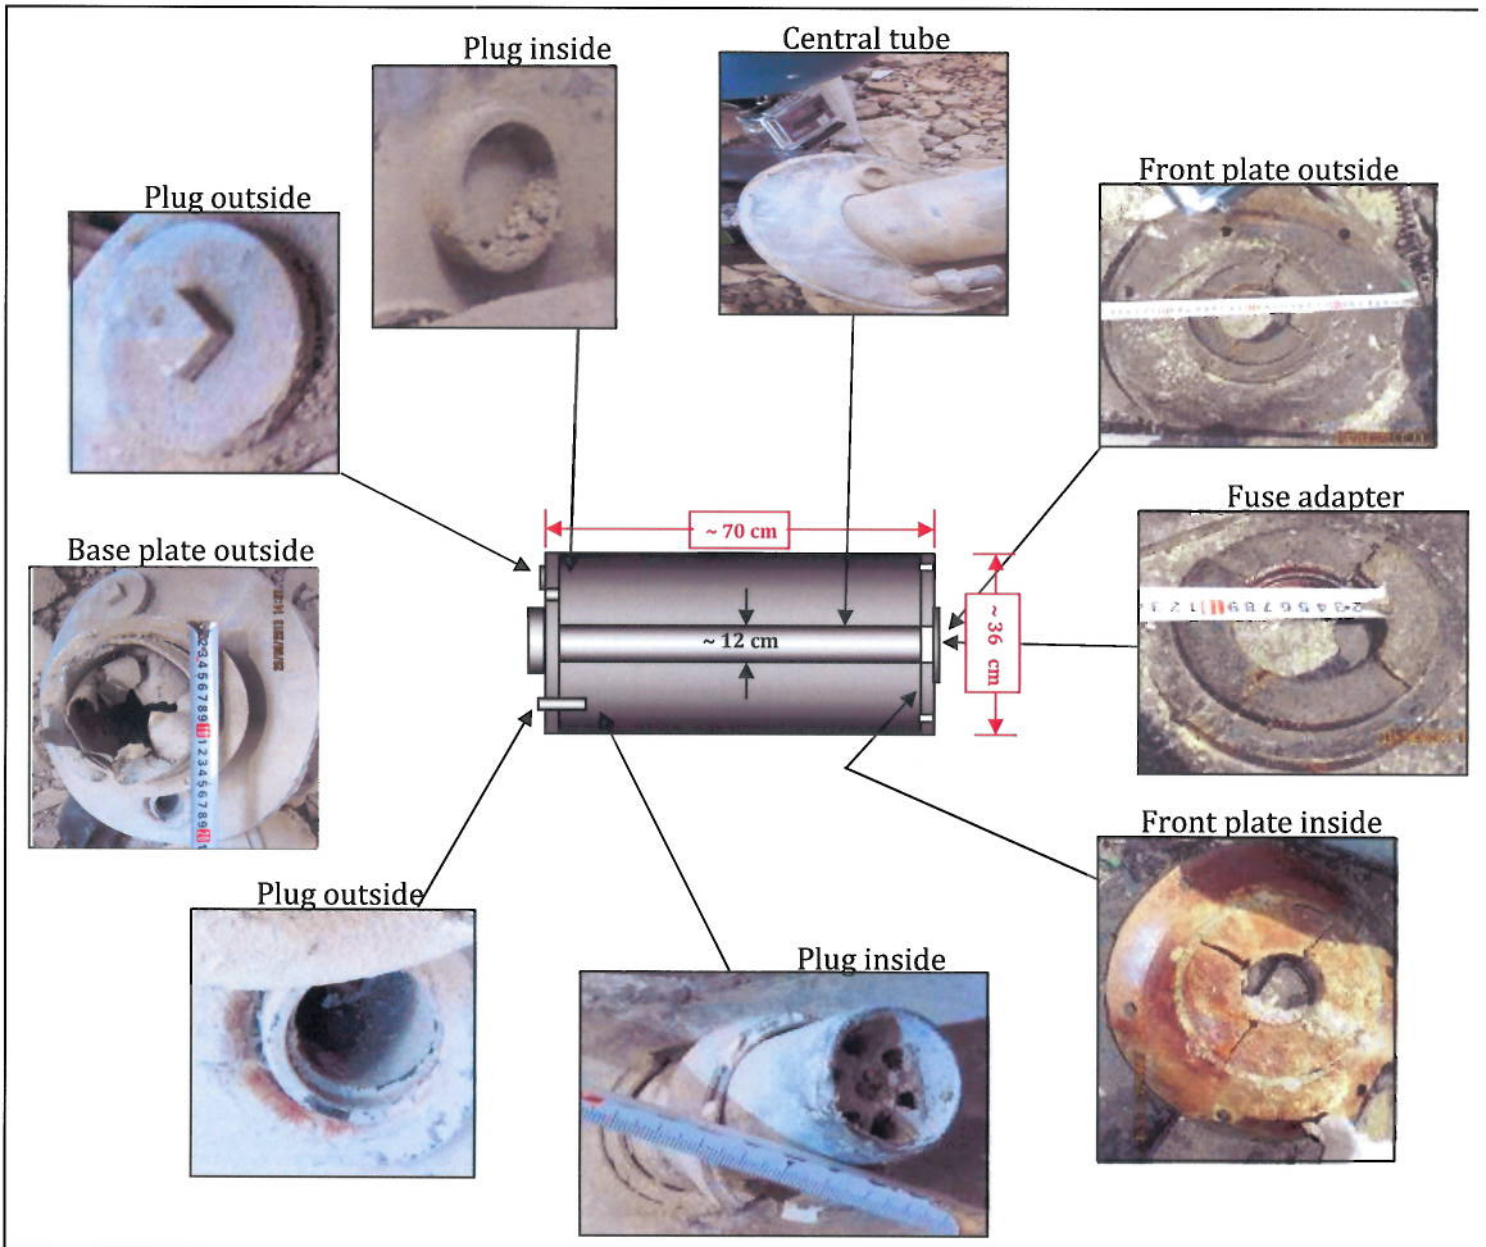 Plug inside
Central tube
Front plate outside
Plug outside
Fuse adapter
Base plate outside
~ 70 cm
~ 12 cm
~ 36 cm
Plug outside
Plug inside
Front plate inside